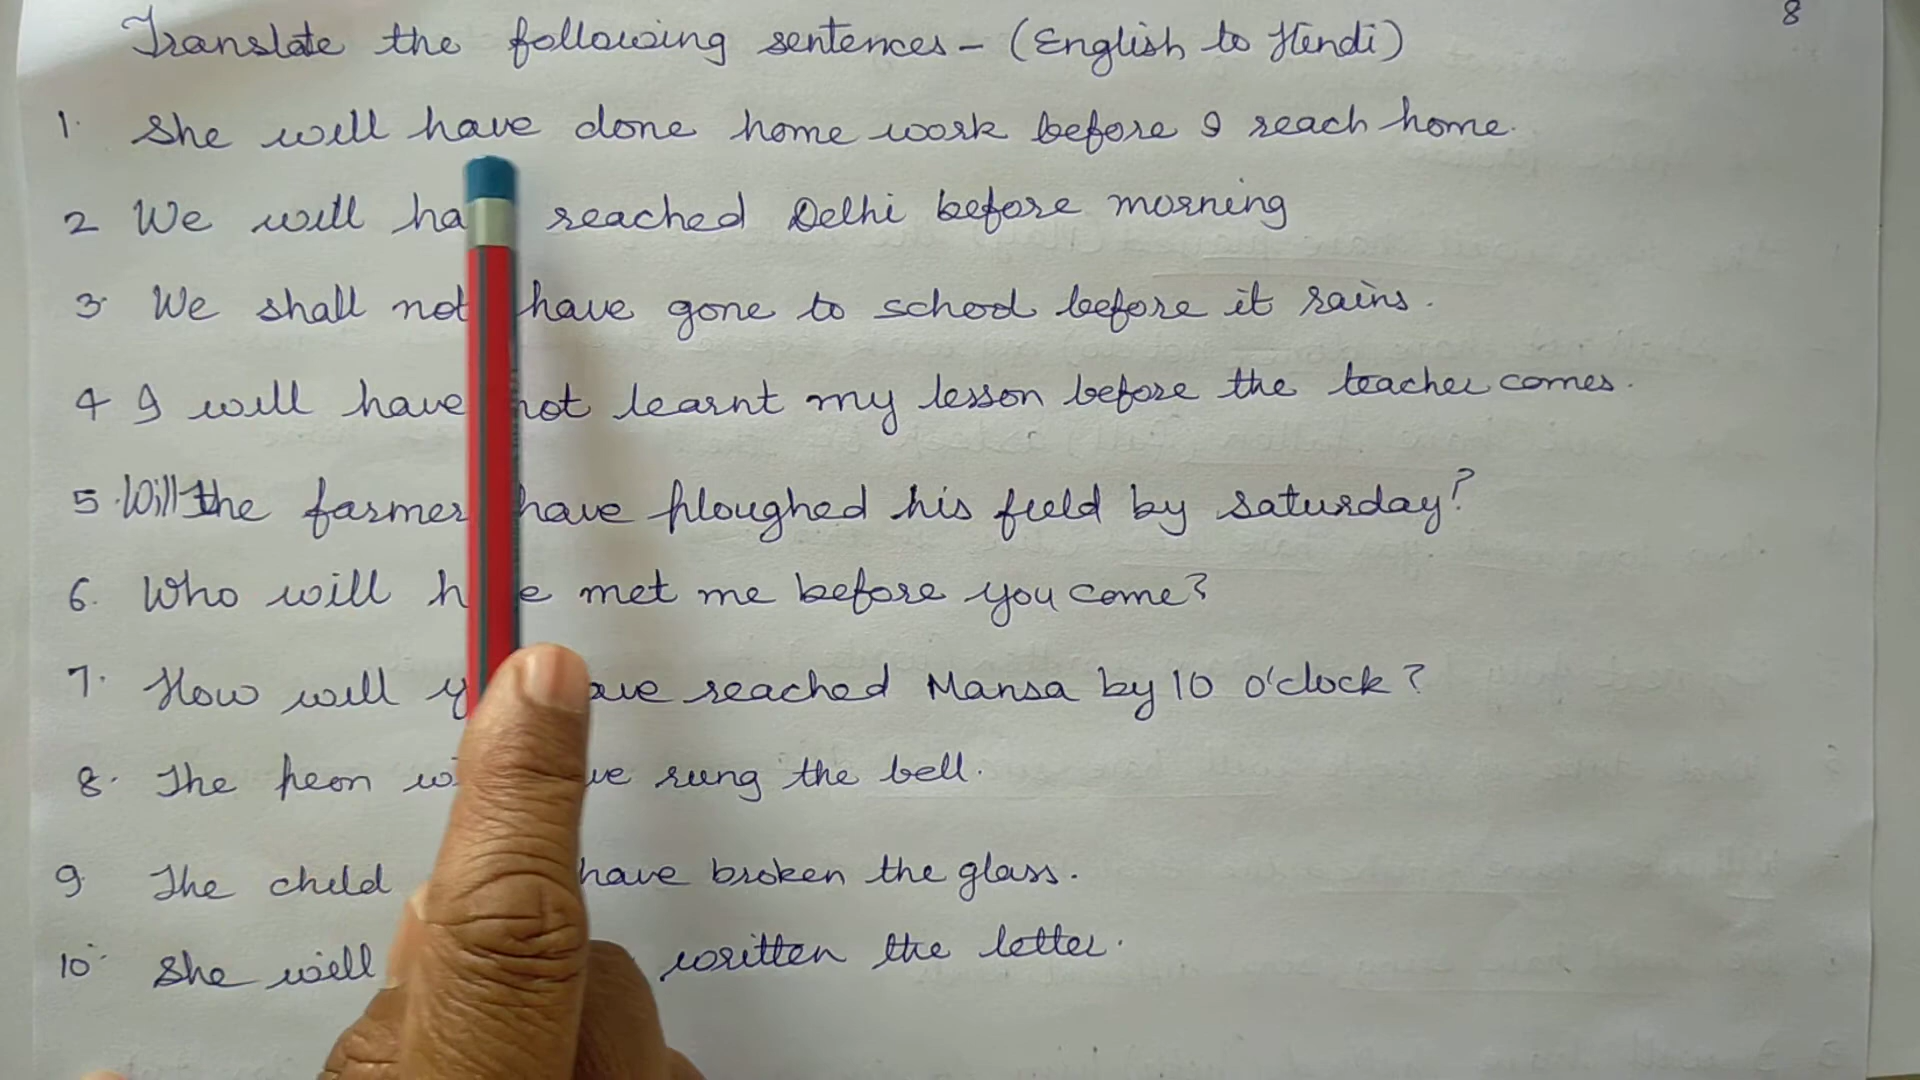 8
Translate the following sentences - (English to Hindi)
1. She will have done home work before I reach home.
2 We will ha reached Delhi before morning
3. We shall not have gone to school before it rains.
4 I will have not learnt my lesson before the teacher comes.
5. Will the farmer have ploughed his field by saturday?
6. Who will h e met me before you come?
7. How will y ave reached Mansa by 10 o'clock?
8. The peon w ve rung the bell.
9. The child have broken the glass.
10. She will written the letter.